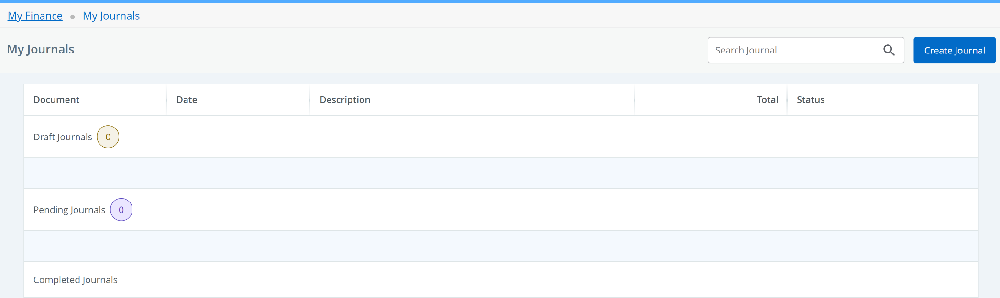 My Finance My Journals
My Journals Search Journal Create Journal
Document Date Description Total Status
Draft Journals 0
Pending Journals 0
Completed Journals